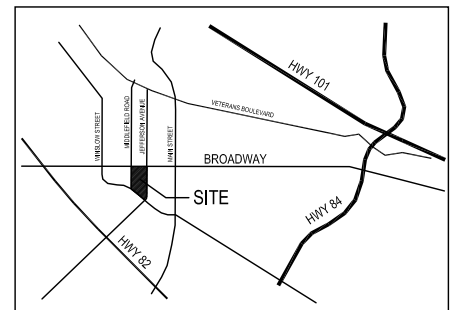 HWY 101
VETERANS BOULEVARD
WINSLOW STREET
MIDDLEFIELD ROAD
JEFFERSON AVENUE
MAIN STREET
BROADWAY
SITE
HWY 84
HWY 82